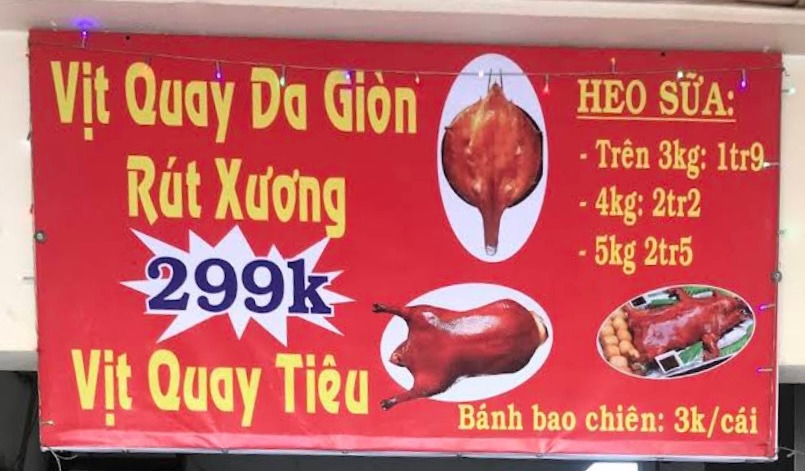 Vịt Quay Da Giòn
Rút Xương
299k
Vịt Quay Tiêu
HEO SỮA:
- Trên 3kg: 1tr9
- 4kg: 2tr2
- 5kg 2tr5
Bánh bao chiên: 3k/cái